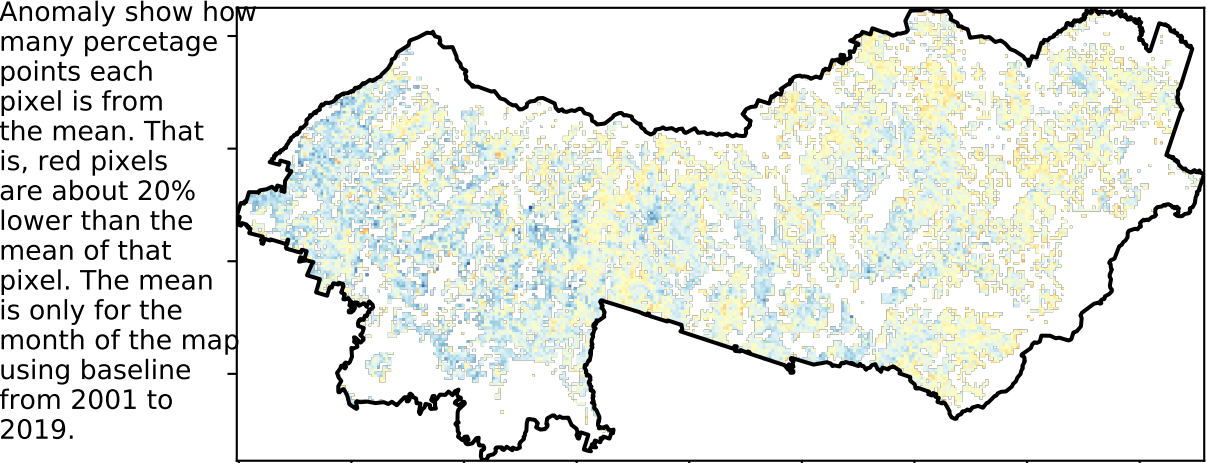 Anomaly show how
many percetage
points each
pixel is from
the mean. That
is, red pixels
are about 20%
lower than the
mean of that
pixel. The mean
is only for the
month of the map
using baseline
from 2001 to
2019.